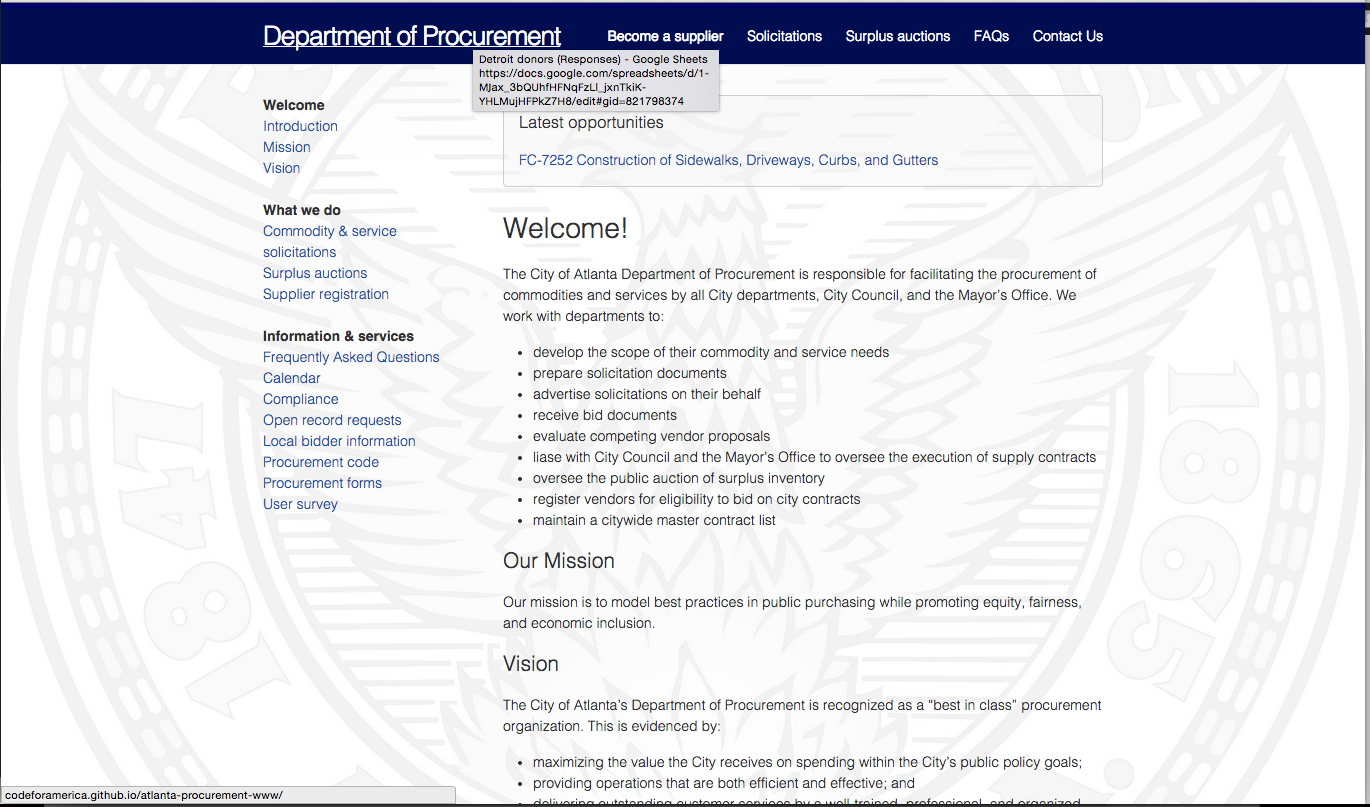 Department of Procurement
Become a supplier
Solicitations
Surplus auctions
FAQs
Contact Us
Detroit donors (Responses) - Google Sheets
https://docs.google.com/spreadsheets/d/1-
MJax_3bQUhfHFNqFzLl_jxnTkiK-
YHLMujHFPkZ7H8/edit#gid=821798374
Welcome
Introduction
Mission
Vision
What we do
Commodity & service
solicitations
Surplus auctions
Supplier registration
Information & services
Frequently Asked Questions
Calendar
Compliance
Open record requests
Local bidder information
Procurement code
Procurement forms
User survey
Latest opportunities
FC-7252 Construction of Sidewalks, Driveways, Curbs, and Gutters
Welcome!
The City of Atlanta Department of Procurement is responsible for facilitating the procurement of
commodities and services by all City departments, City Council, and the Mayor's Office. We
work with departments to:
• develop the scope of their commodity and service needs
• prepare solicitation documents
• advertise solicitations on their behalf
• receive bid documents
• evaluate competing vendor proposals
• liase with City Council and the Mayor's Office to oversee the execution of supply contracts
• oversee the public auction of surplus inventory
• register vendors for eligibility to bid on city contracts
• maintain a citywide master contract list
Our Mission
Our mission is to model best practices in public purchasing while promoting equity, fairness,
and economic inclusion.
Vision
The City of Atlanta's Department of Procurement is recognized as a "best in class" procurement
organization. This is evidenced by:
• maximizing the value the City receives on spending within the City's public policy goals;
• providing operations that are both efficient and effective; and
• delivering outstanding customer services by a well trained, professional, and organized
1847
1865
codeforamerica.github.io/atlanta-procurement-www/